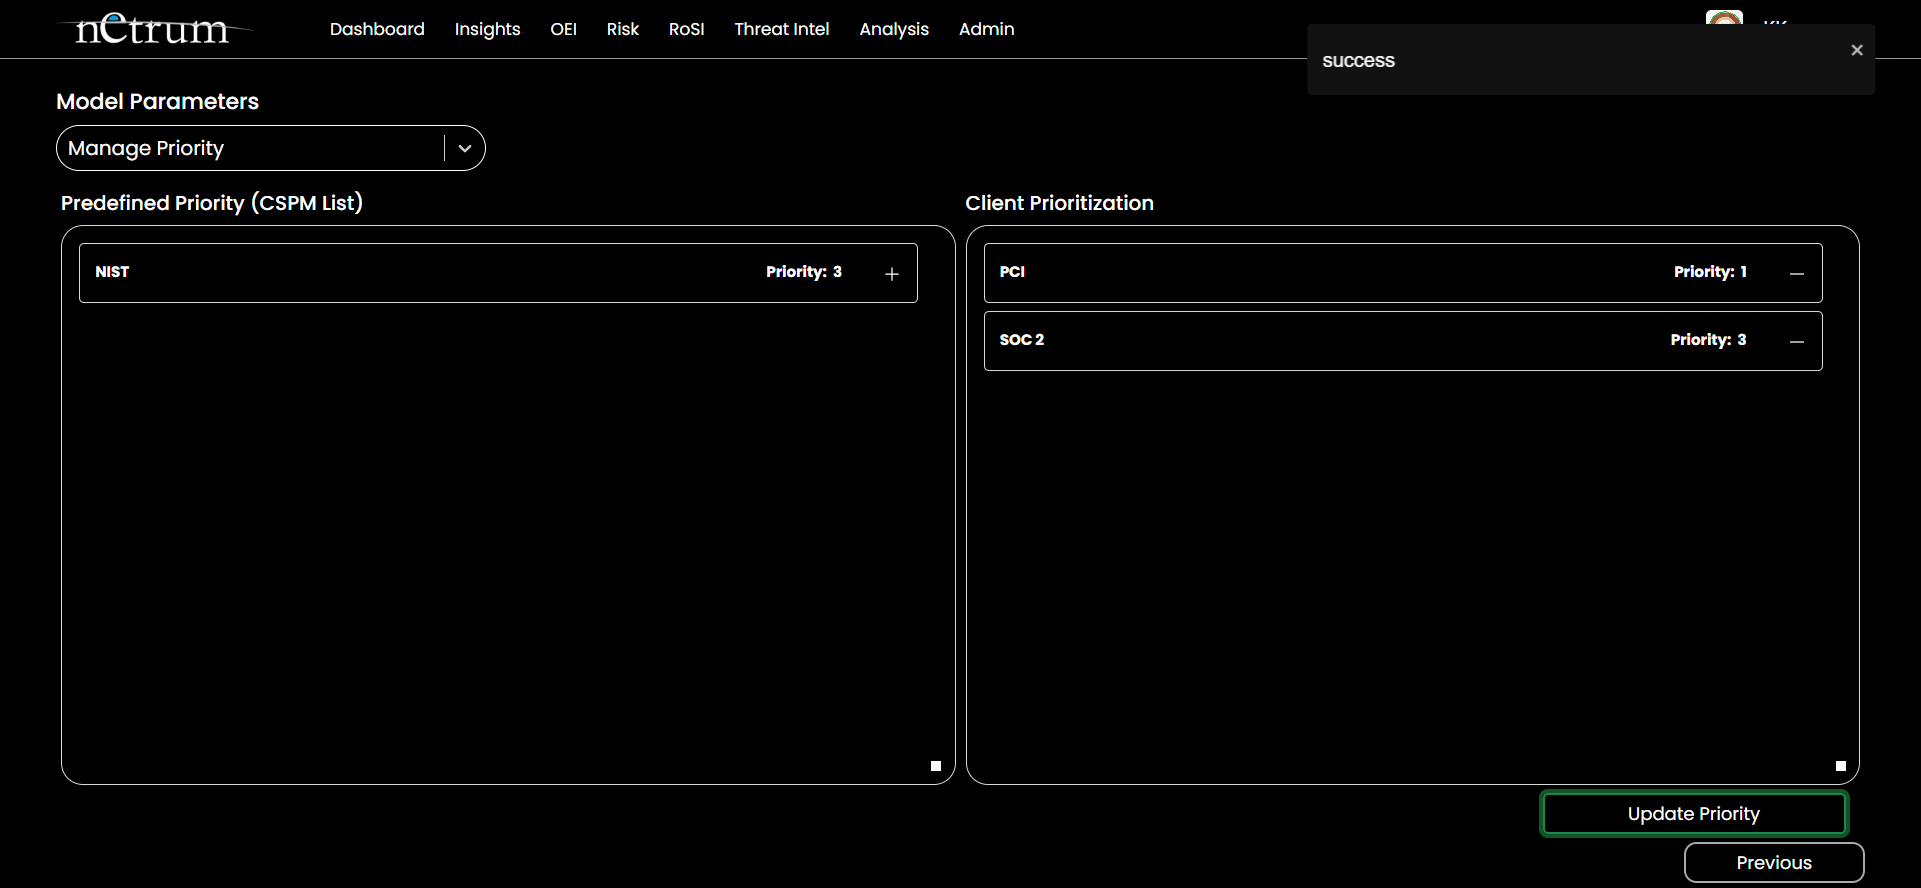 netrum
Dashboard Insights OEI Risk RoSI Threat Intel Analysis Admin
success
Model Parameters
Manage Priority
Predefined Priority (CSPM List)
Client Prioritization
NIST Priority: 3
PCI Priority: 1
SOC 2 Priority: 3
Update Priority
Previous